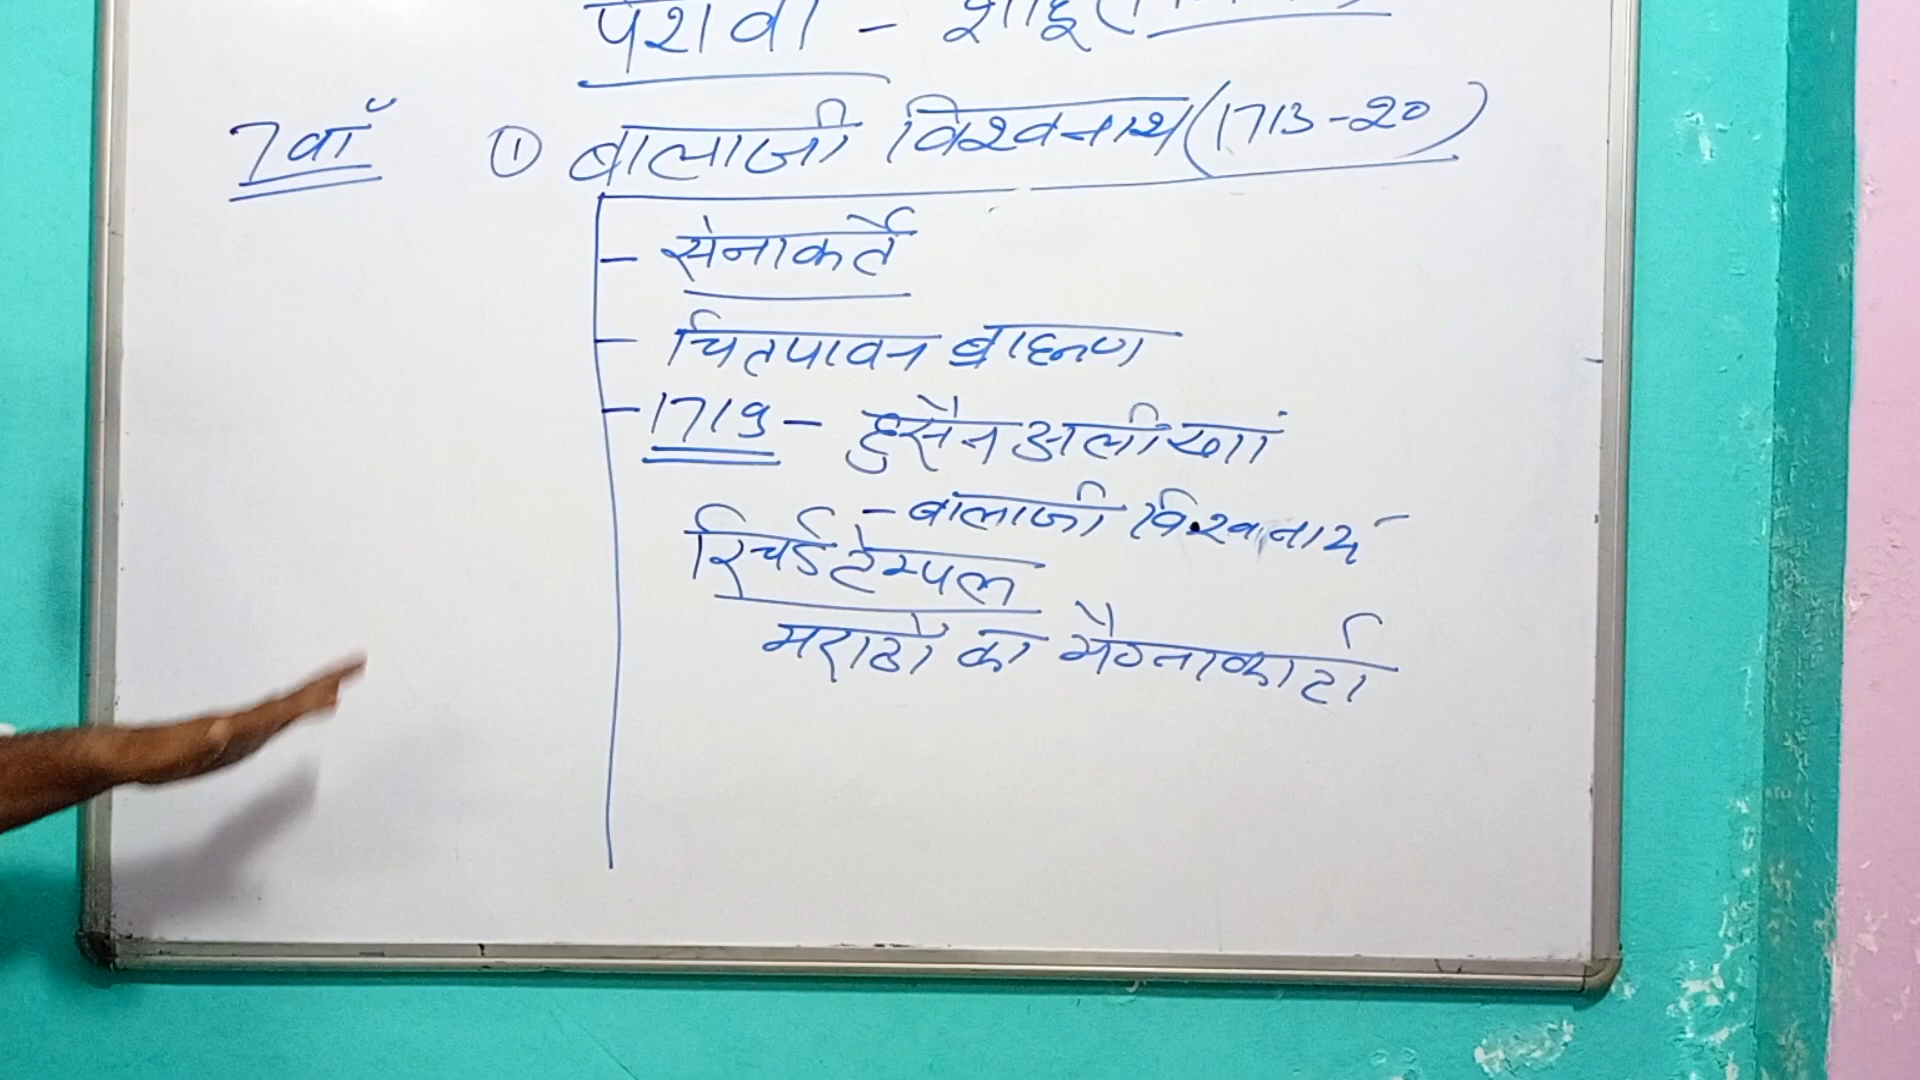 पेशवा - शाहू
7वाँ ① बालाजी विश्वनाथ (1713-20)
- सेनाकर्ते
- चितपावन ब्राह्मण
- 1719 - हुसैन अली खां
- बालाजी विश्वनाथ
रिचर्ड टेम्पल
मराठों का मैग्नाकार्टा